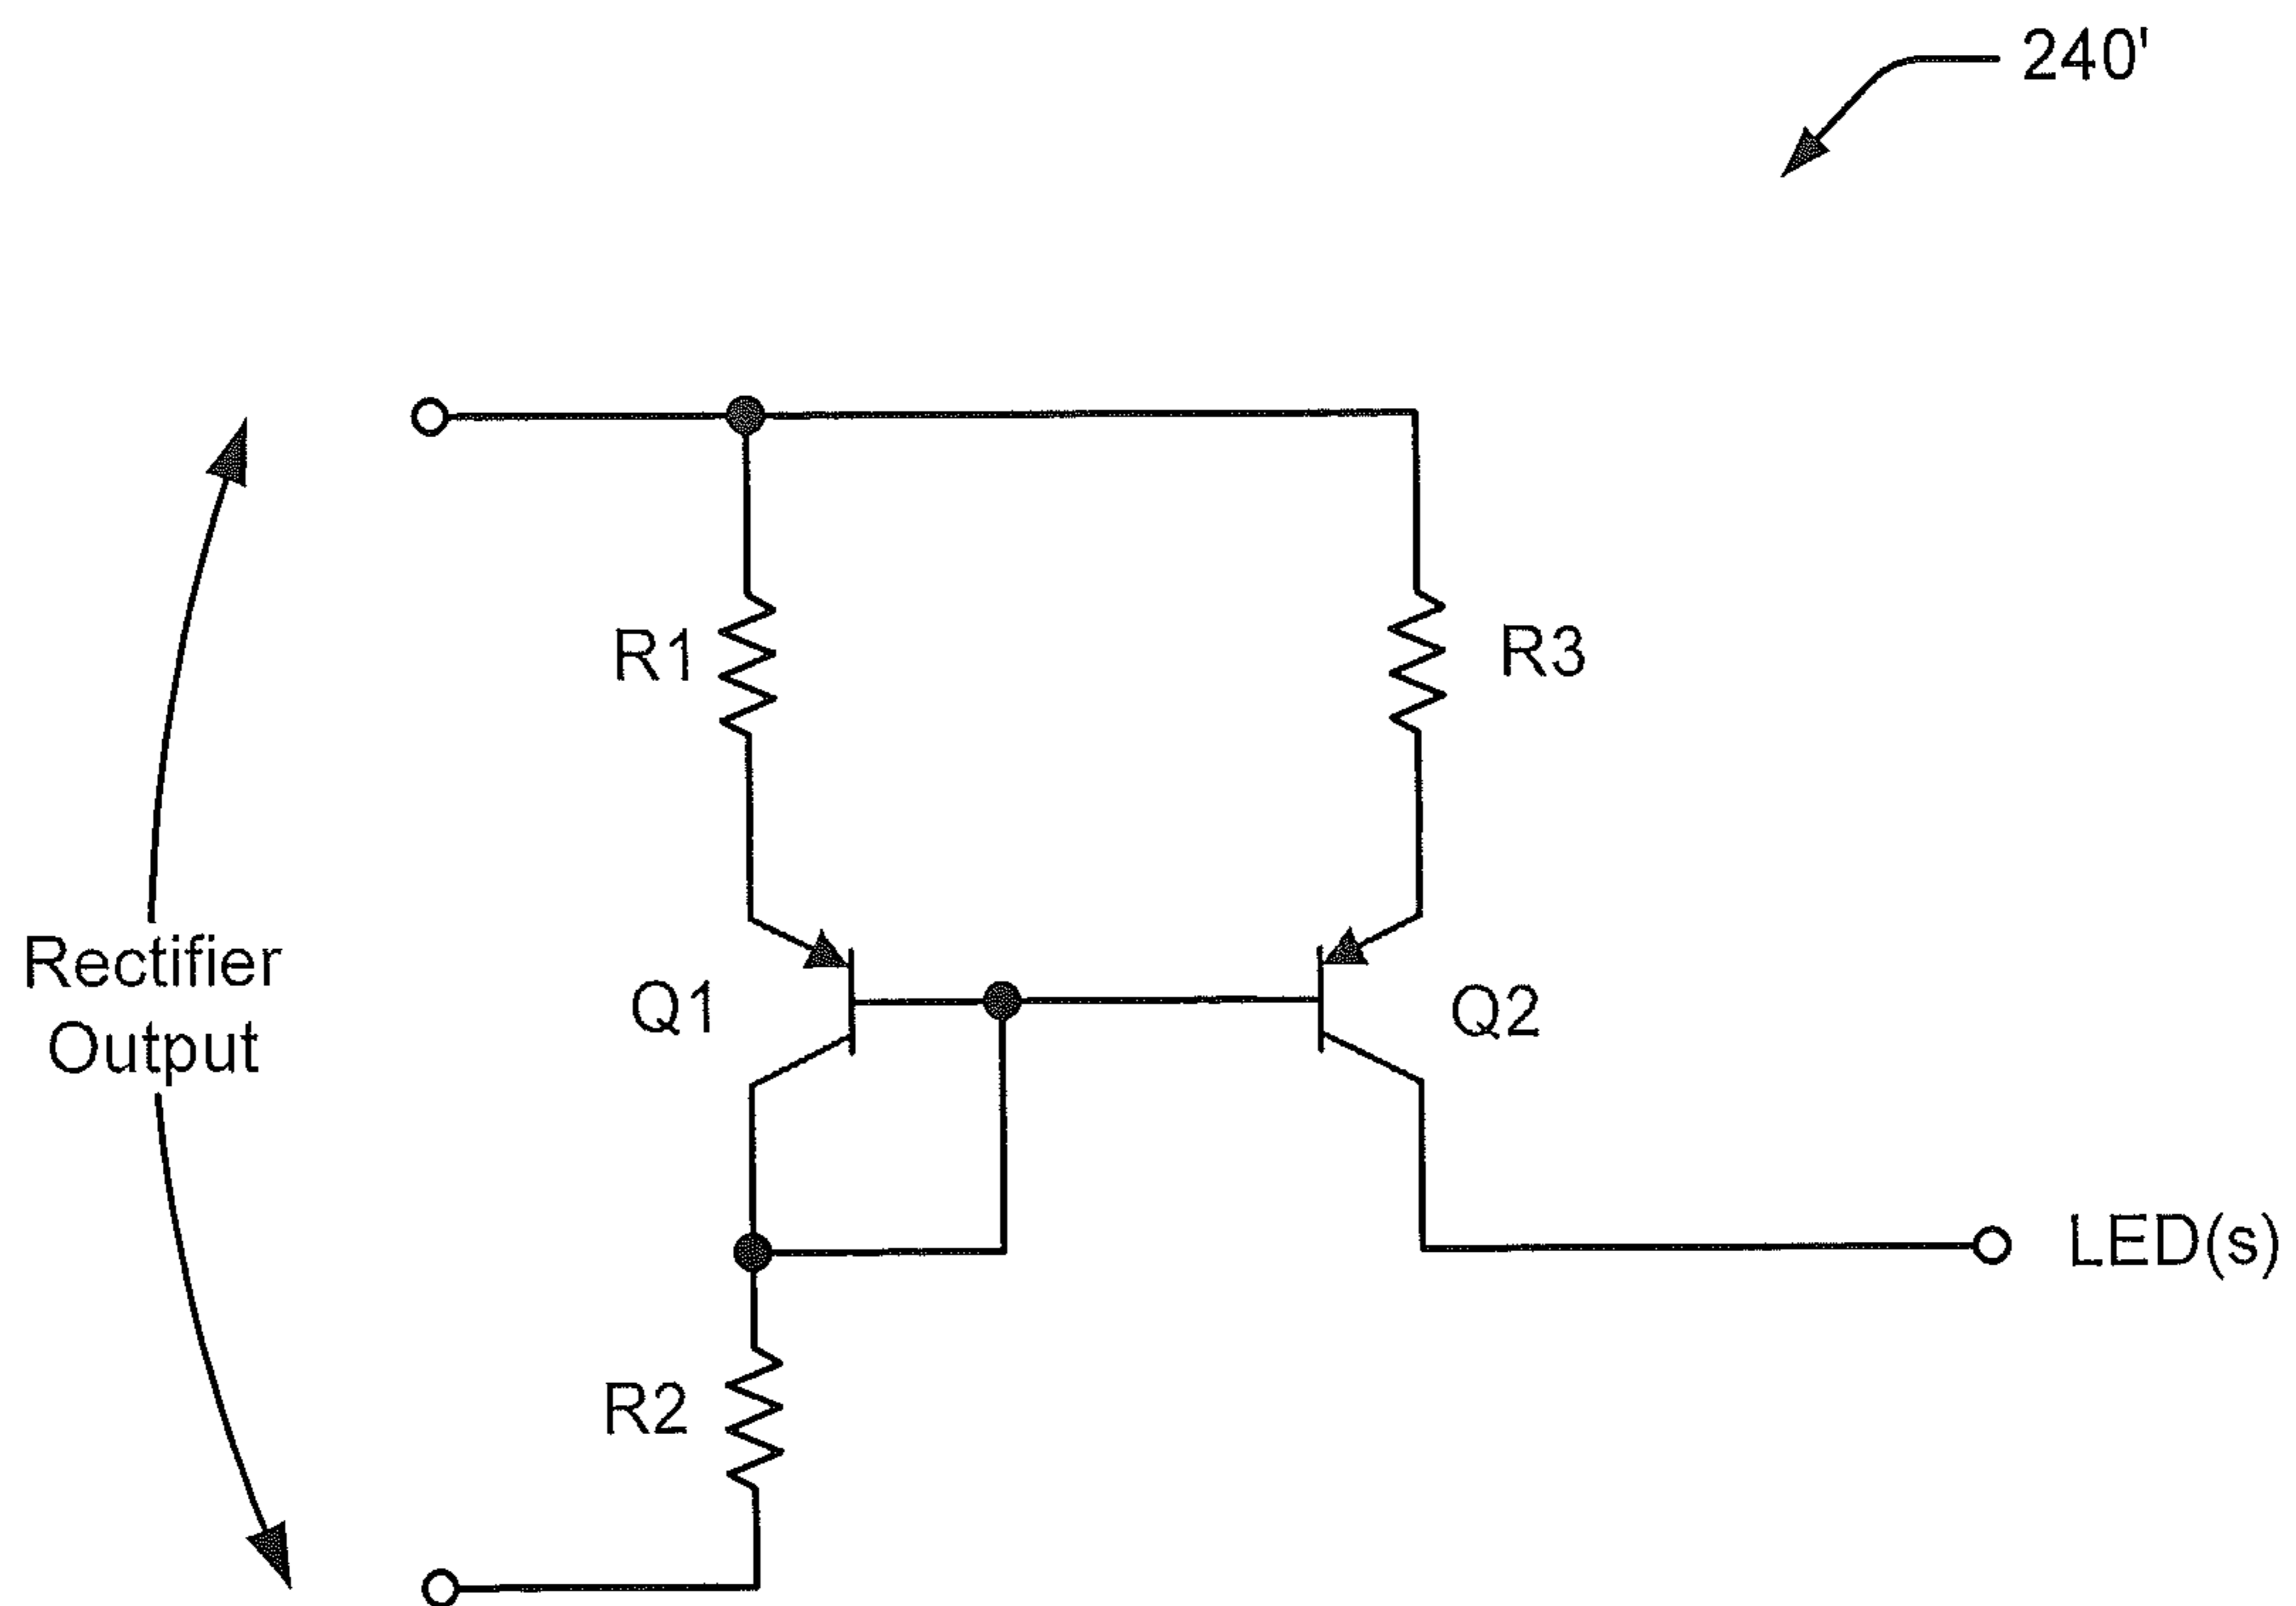 240'
R1
R3
Rectifier
Output
Q1
Q2
LED(s)
R2